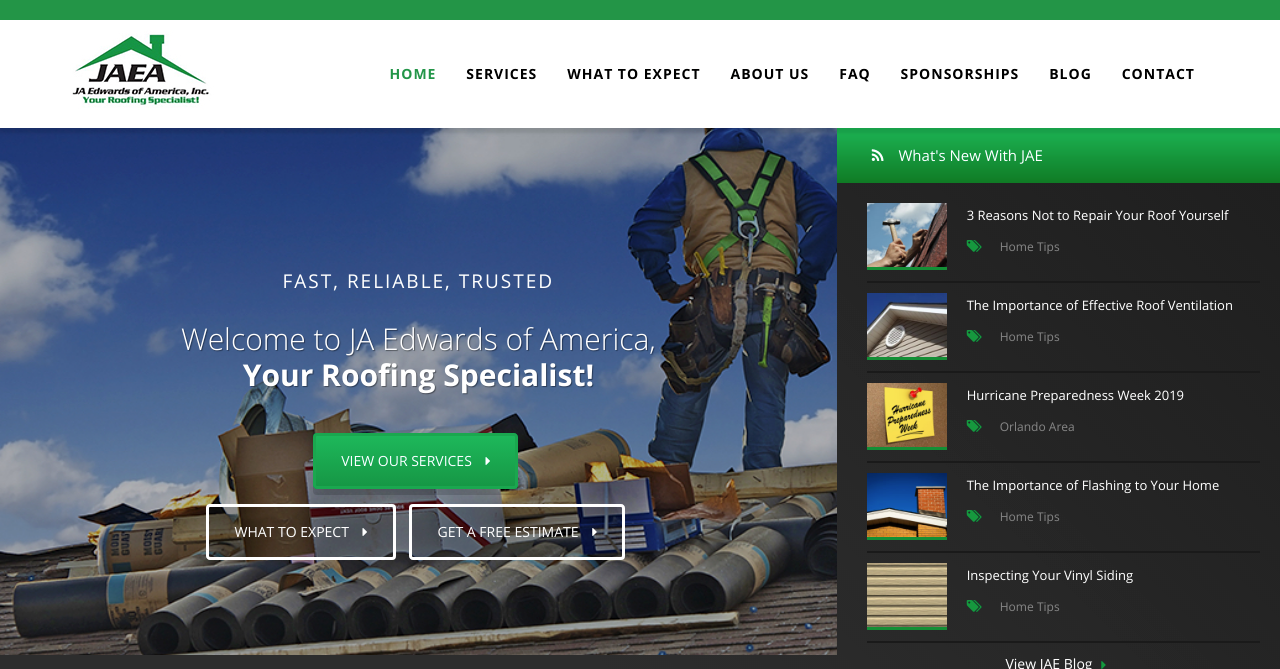 JAEA
JA Edwards of America, Inc.
Your Roofing Specialist!
HOME SERVICES WHAT TO EXPECT ABOUT US FAQ SPONSORSHIPS BLOG CONTACT
FAST, RELIABLE, TRUSTED
Welcome to JA Edwards of America,
Your Roofing Specialist!
VIEW OUR SERVICES
WHAT TO EXPECT GET A FREE ESTIMATE
What's New With JAE
3 Reasons Not to Repair Your Roof Yourself
Home Tips
The Importance of Effective Roof Ventilation
Home Tips
Hurricane
Preparedness
Week
Hurricane Preparedness Week 2019
Orlando Area
The Importance of Flashing to Your Home
Home Tips
Inspecting Your Vinyl Siding
Home Tips
View JAE Blog